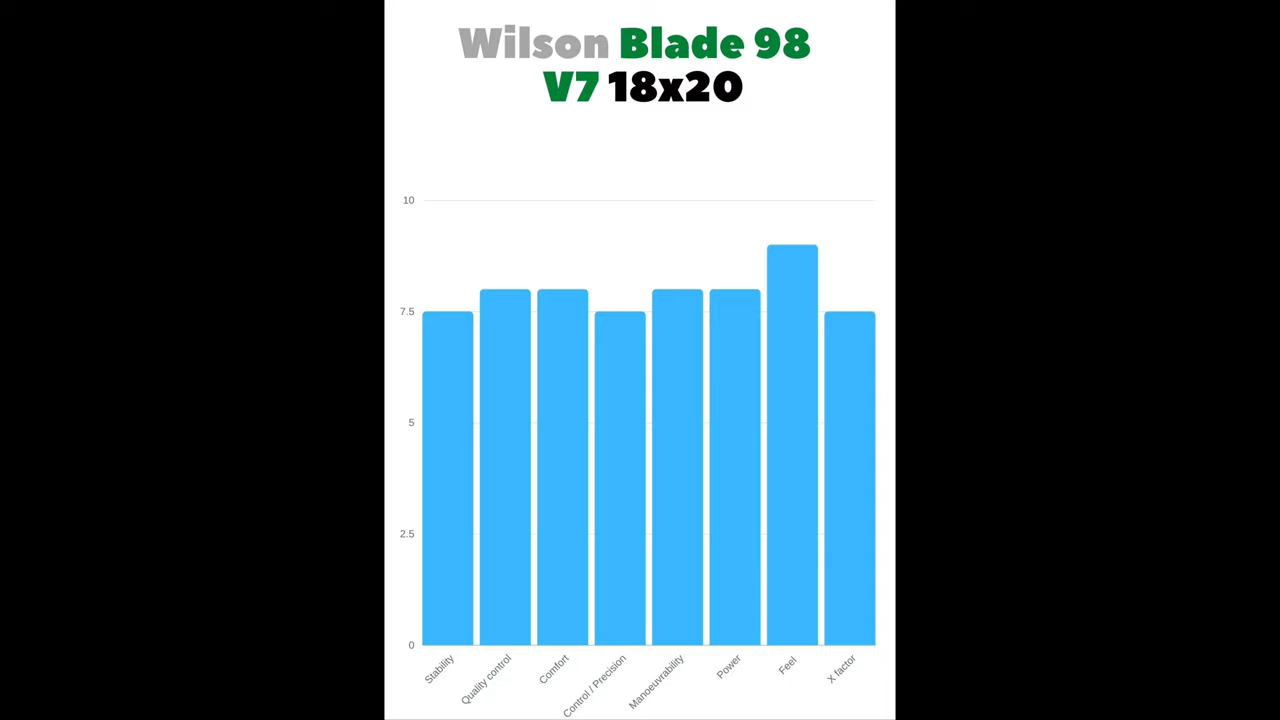 Wilson Blade 98
V7 18x20
10
7.5
5
2.5
0
Stability
Quality control
Comfort
Control / Precision
Manoeuvrability
Power
Feel
X factor